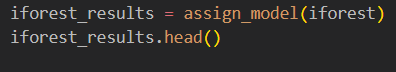 iforest_results = assign_model(iforest)
iforest_results.head()